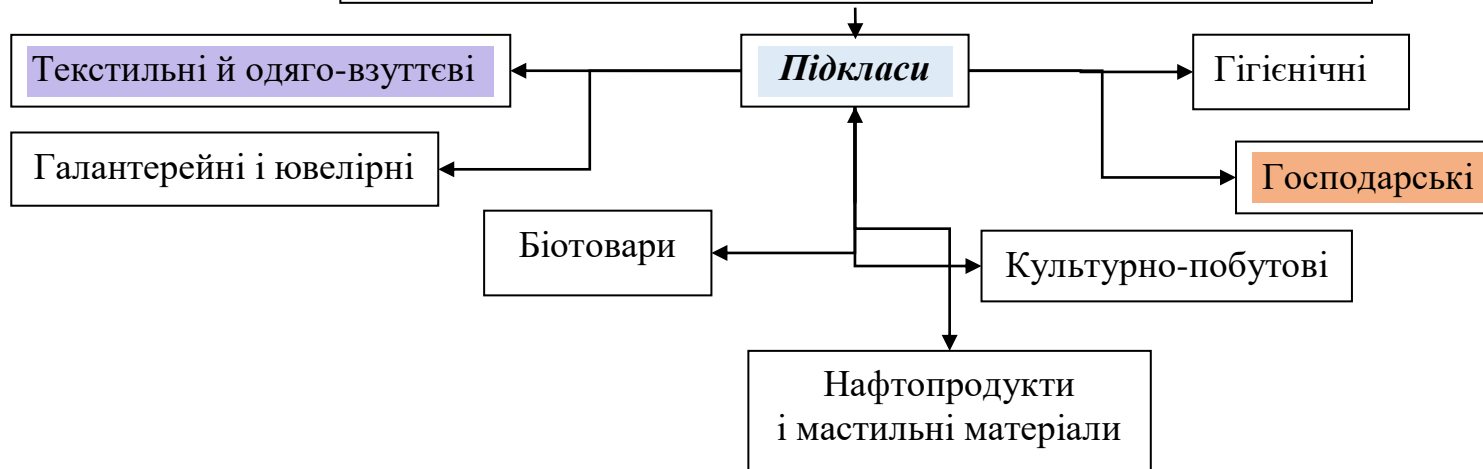 Текстильні й одяго-взуттєві
Підкласи
Гігієнічні
Галантерейні і ювелірні
Господарські
Біотовари
Культурно-побутові
Нафтопродукти
і мастильні матеріали